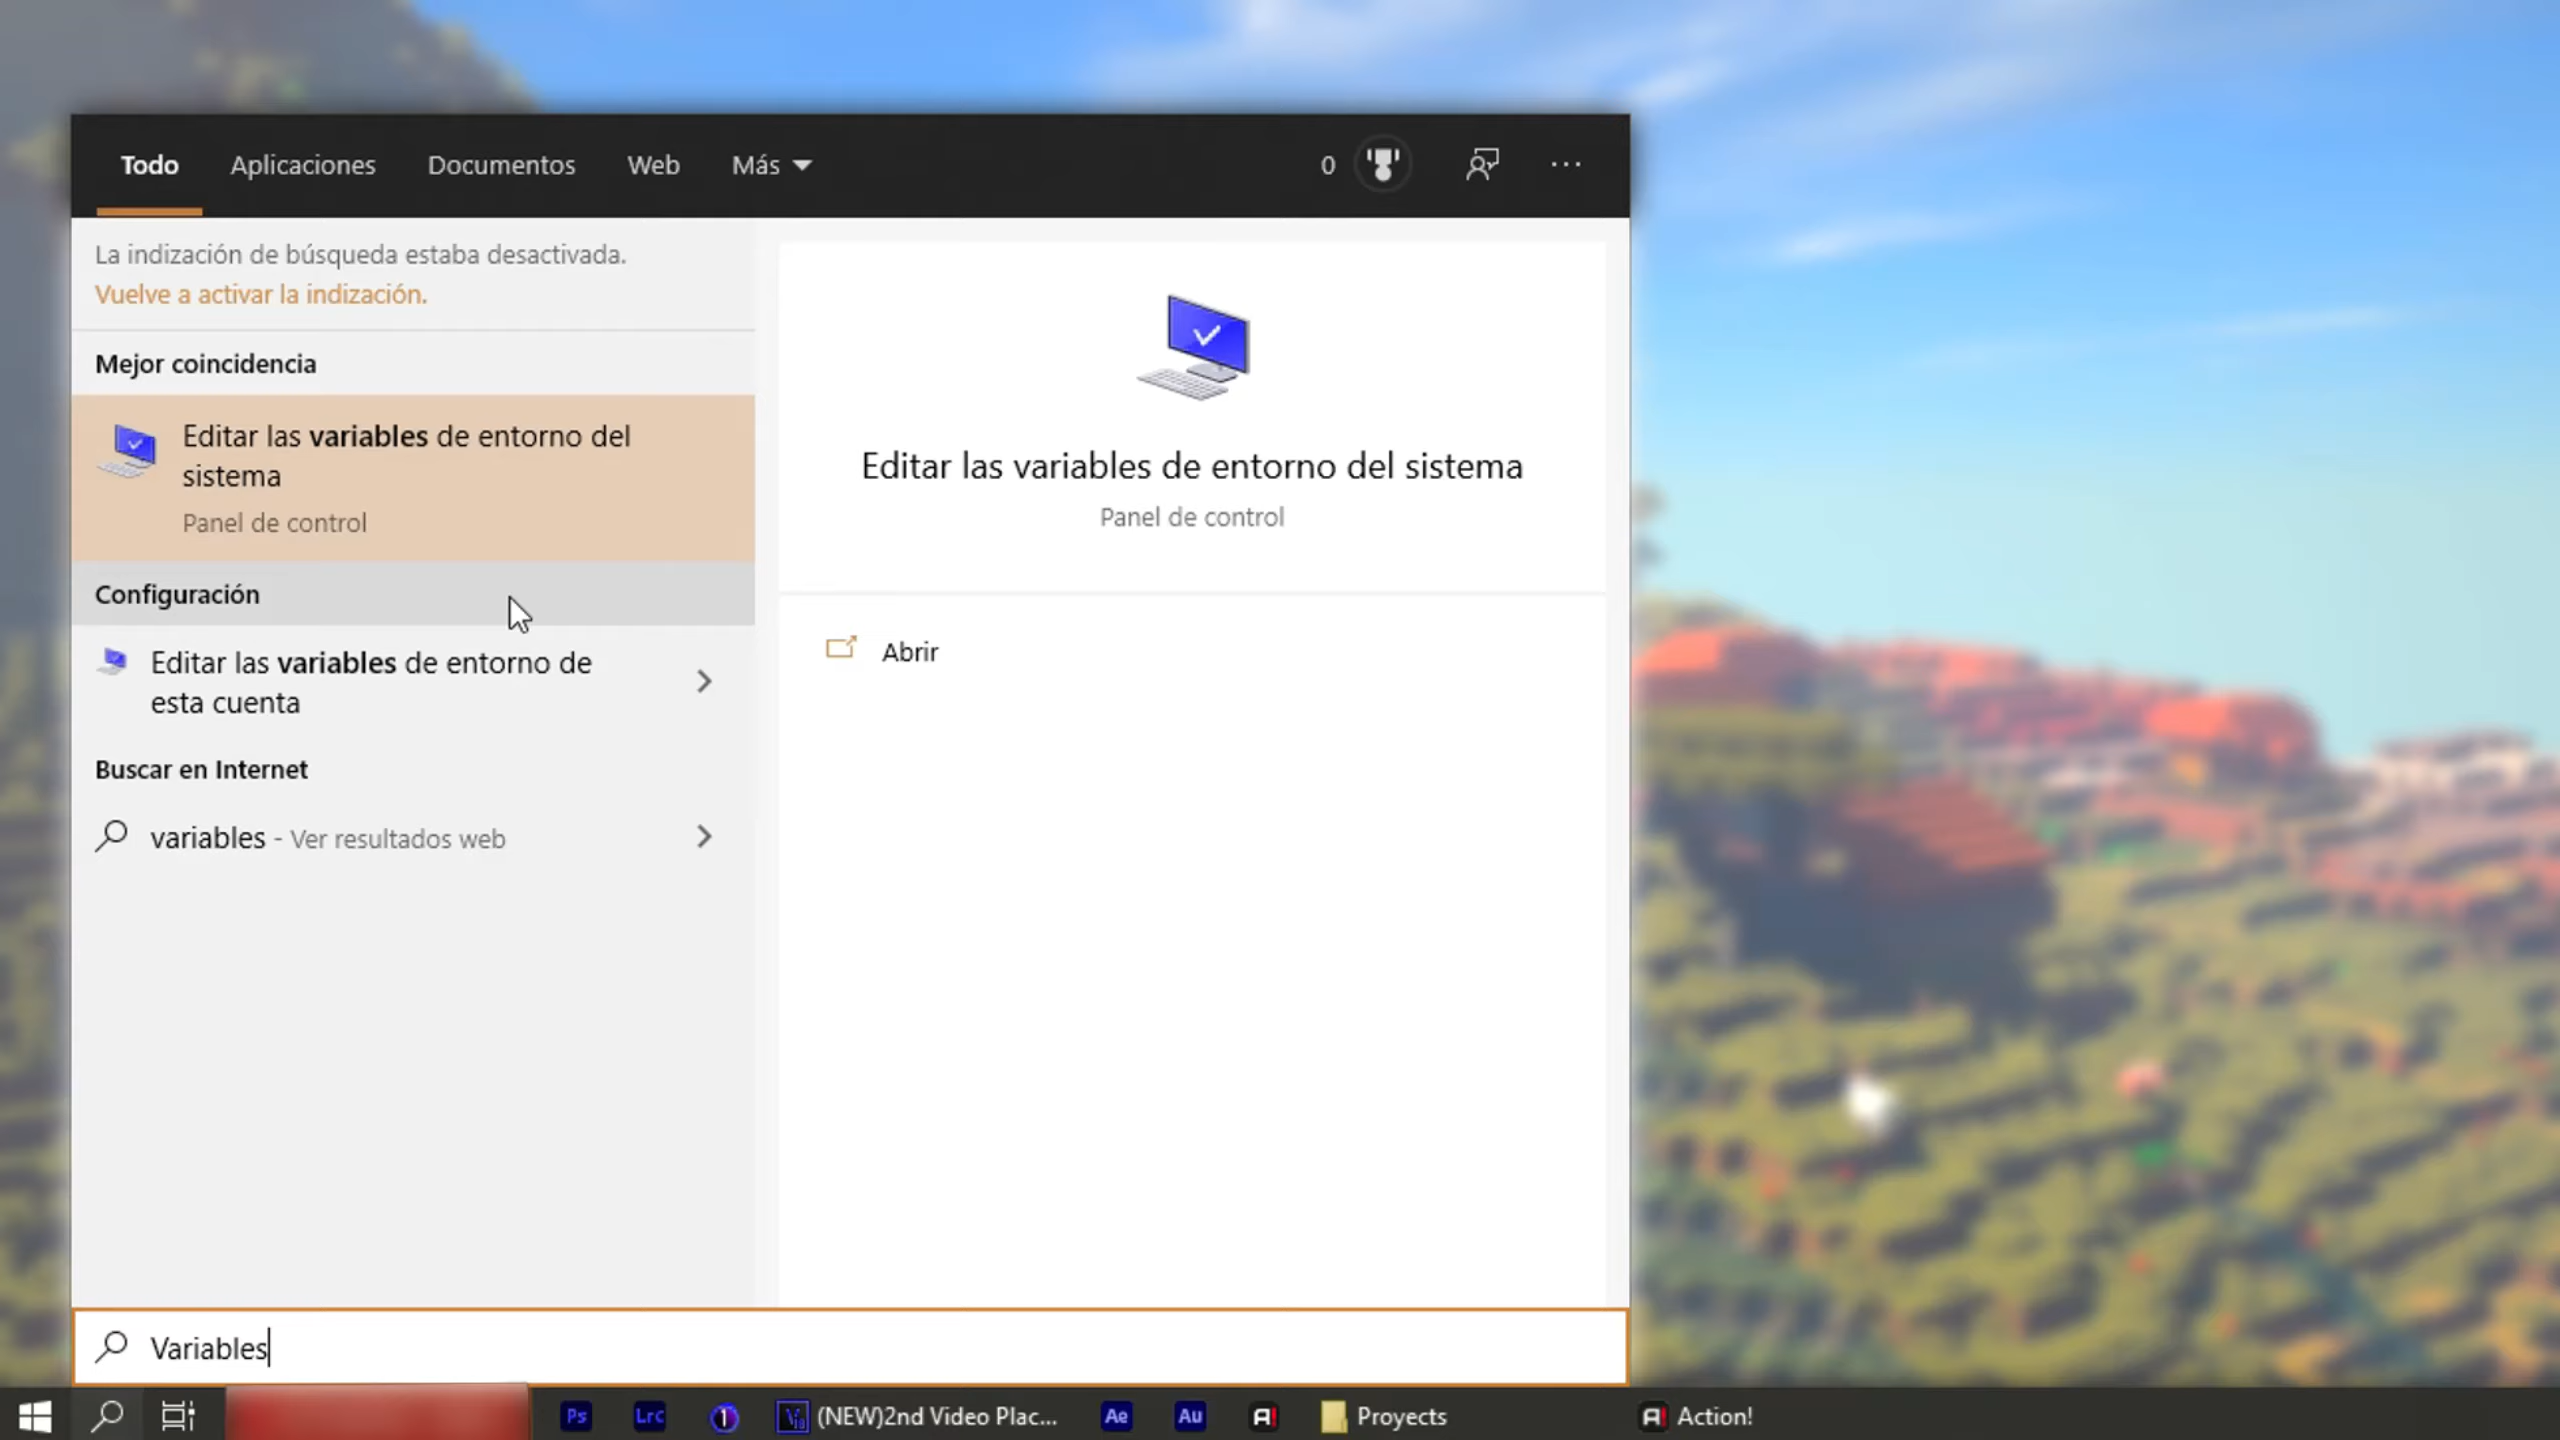 Todo Aplicaciones Documentos Web Más 0
La indización de búsqueda estaba desactivada.
Vuelve a activar la indización.
Mejor coincidencia
Editar las variables de entorno del
sistema
Panel de control
Configuración
Editar las variables de entorno de
esta cuenta
Buscar en Internet
variables - Ver resultados web
Editar las variables de entorno del sistema
Panel de control
Abrir
Variables
Ps Lrc 1 (NEW)2nd Video Plac... Ae Au A! Proyects A! Action!